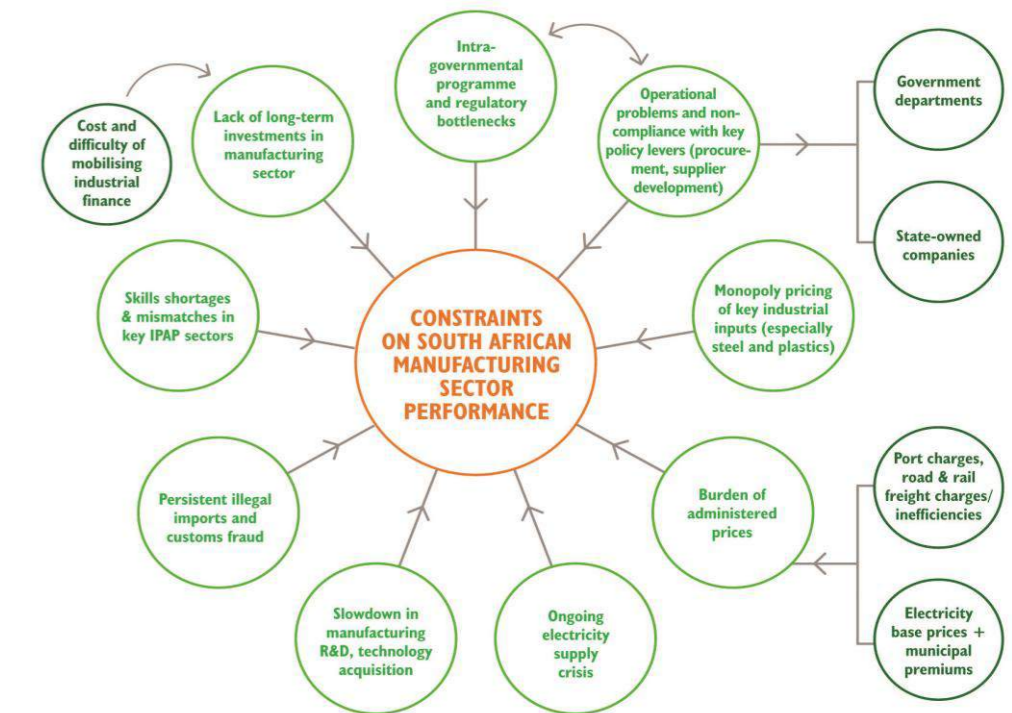 Intra-
governmental
programme
and regulatory
bottlenecks
Operational
problems and non-
compliance with key
policy levers (procure-
ment, supplier
development)
Government
departments
State-owned
companies
Cost and
difficulty of
mobilising
industrial
finance
Lack of long-term
investments in
manufacturing
sector
Skills shortages
& mismatches in
key IPAP sectors
CONSTRAINTS
ON SOUTH AFRICAN
MANUFACTURING
SECTOR
PERFORMANCE
Monopoly pricing
of key industrial
inputs (especially
steel and plastics)
Persistent illegal
imports and
customs fraud
Burden of
administered
prices
Port charges,
road & rail
freight charges/
inefficiencies
Slowdown in
manufacturing
R&D, technology
acquisition
Ongoing
electricity
supply
crisis
Electricity
base prices +
municipal
premiums